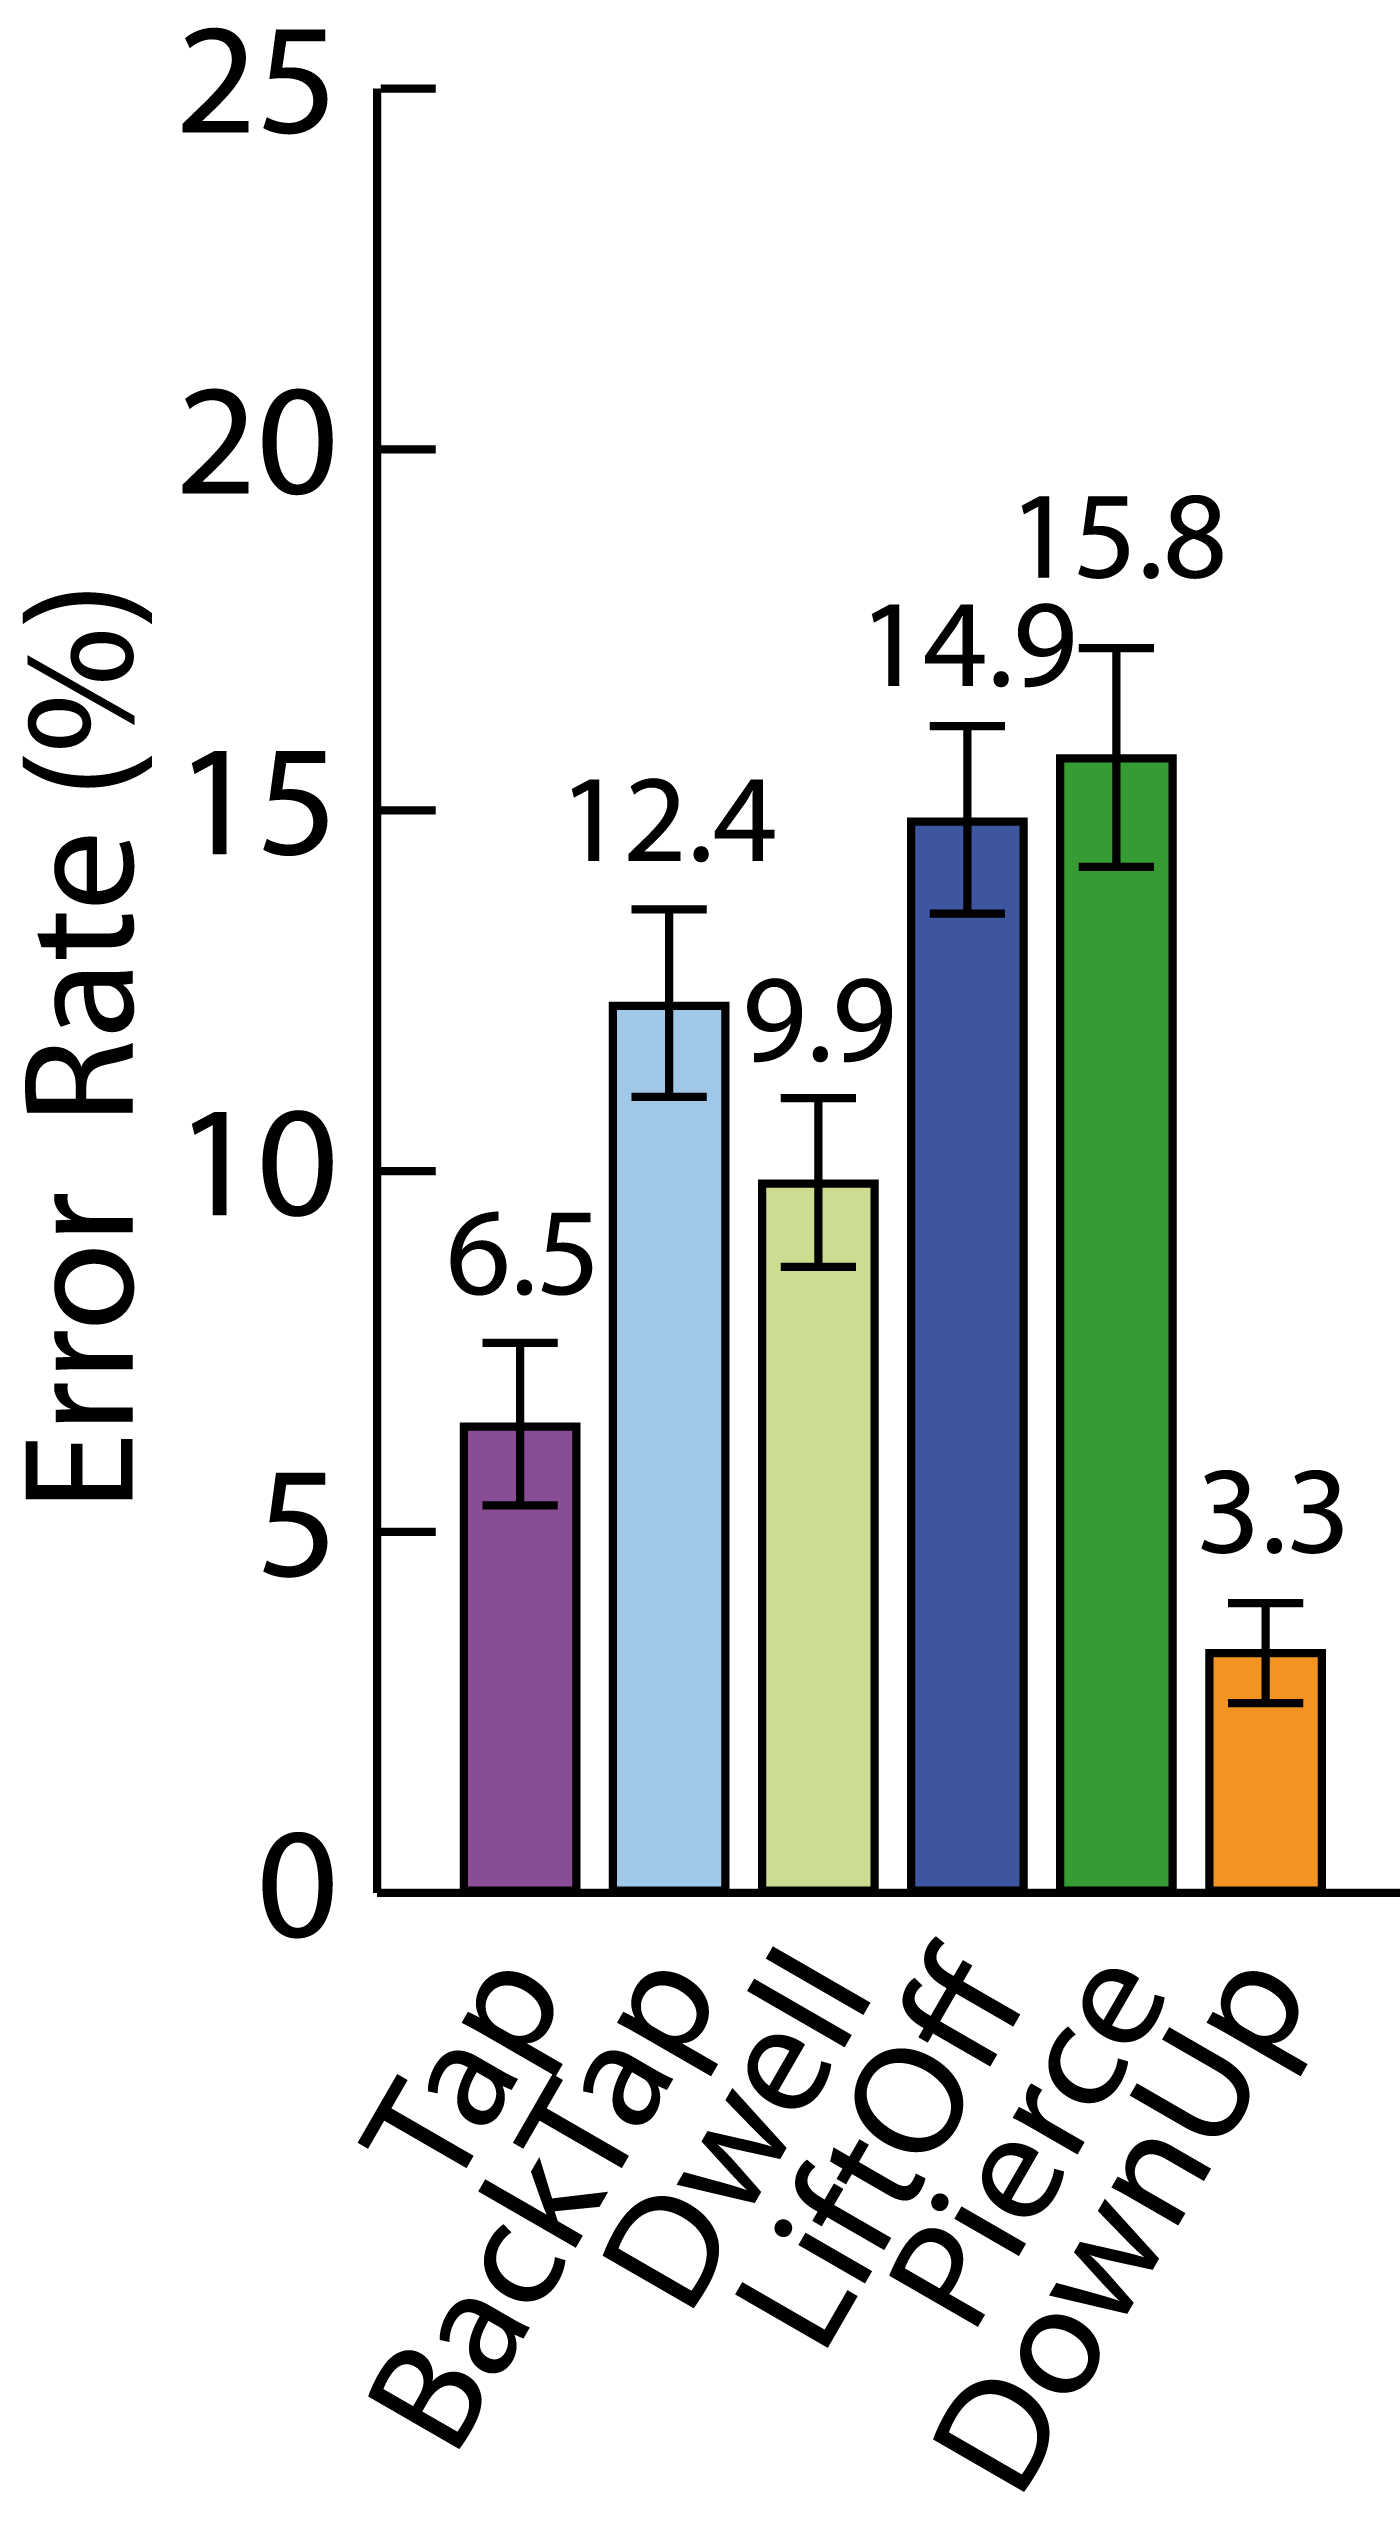 Error Rate (%)
25
20
15
10
5
0
6.5
12.4
9.9
14.9
15.8
3.3
Tap
BackTap
Dwell
LiftOff
Pierce
DownUp